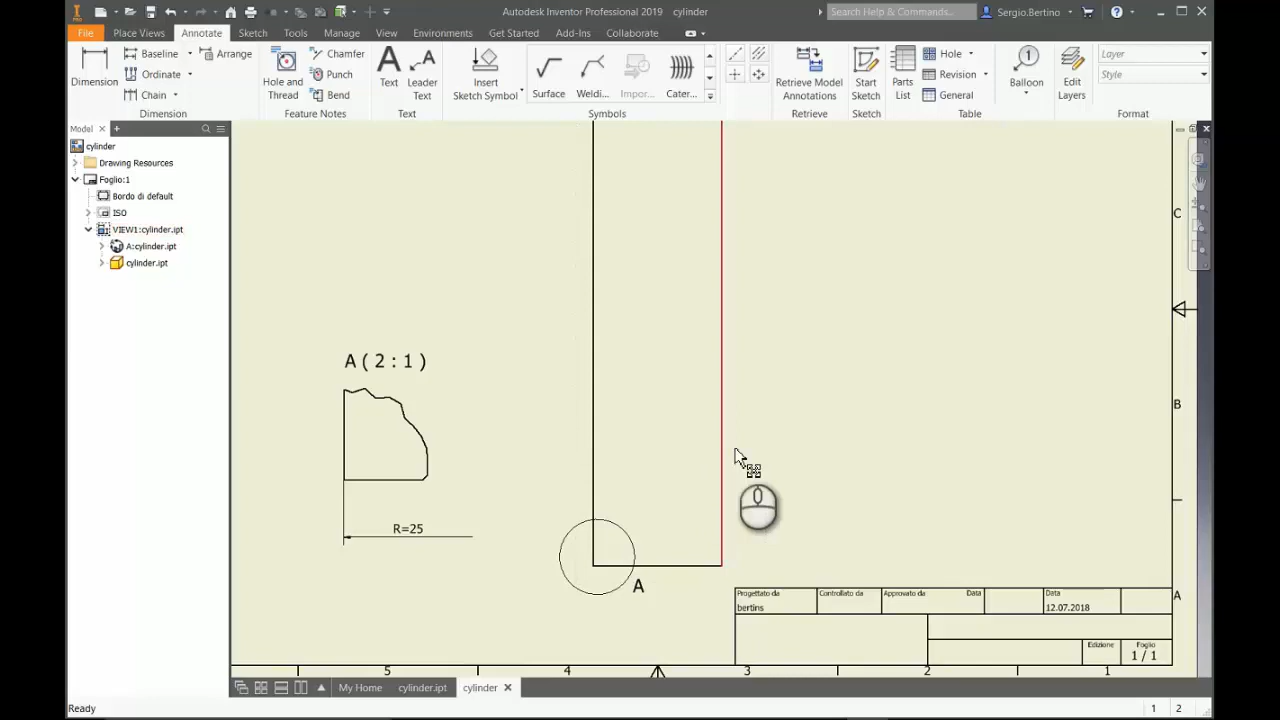 Autodesk Inventor Professional 2019 cylinder
Search Help & Commands...
Sergio.Bertino
PRO
File
Place Views
Annotate
Sketch
Tools
Manage
View
Environments
Get Started
Add-Ins
Collaborate
Dimension
Baseline
Ordinate
Chain
Arrange
Dimension
Hole and Thread
Chamfer
Punch
Bend
Feature Notes
Text
Leader Text
Text
Insert Sketch Symbol
Surface
Weldi...
Impor...
Cater...
Symbols
Retrieve Model Annotations
Retrieve
Start Sketch
Sketch
Parts List
Hole
Revision
General
Table
Balloon
Edit Layers
Layer
Style
Format
Model
cylinder
Drawing Resources
Foglio:1
Bordo di default
ISO
VIEW1:cylinder.ipt
A:cylinder.ipt
cylinder.ipt
A ( 2 : 1 )
R=25
A
C
B
A
Progettato da
bertins
Controllato da
Approvato da
Data
Data
12.07.2018
Edizione
Foglio
1 / 1
5 4 3 2 1
My Home
cylinder.ipt
cylinder
Ready
1 2